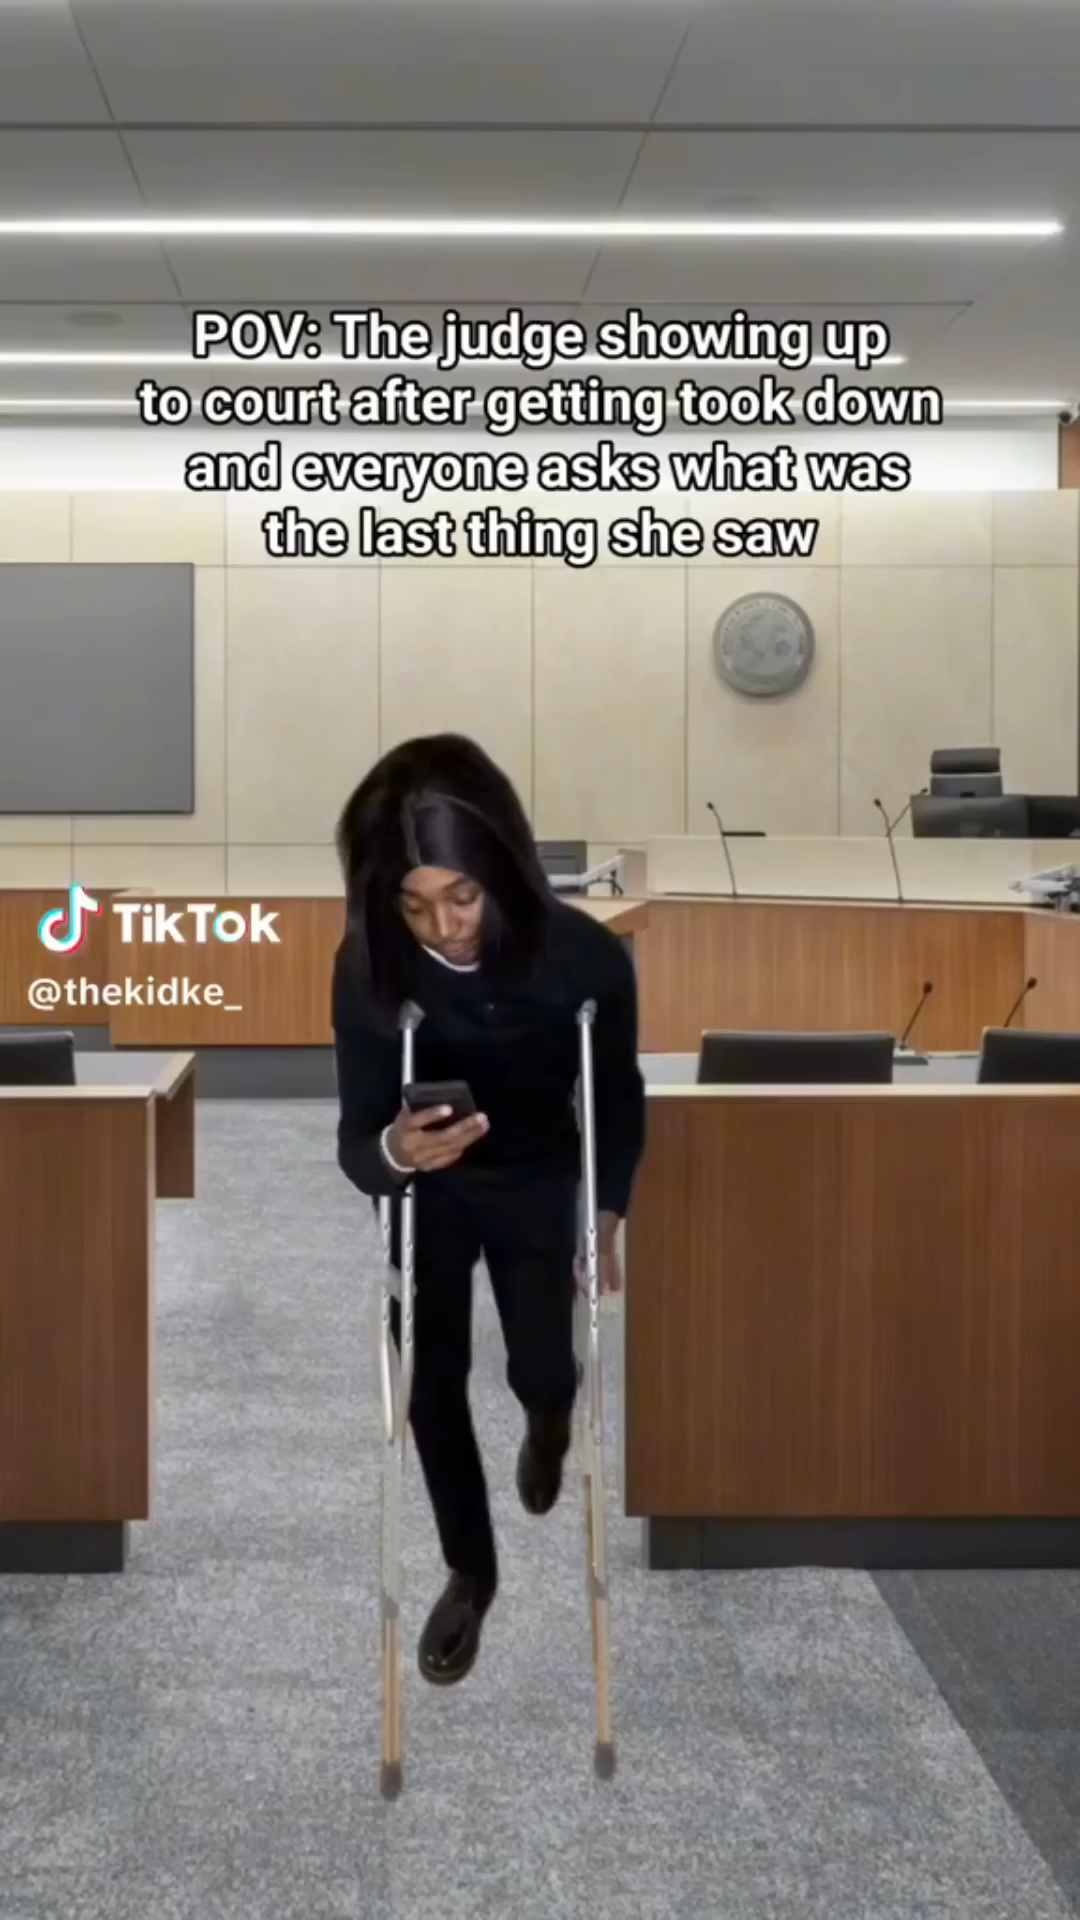 POV: The judge showing up
to court after getting took down
and everyone asks what was
the last thing she saw
TikTok
@thekidke_